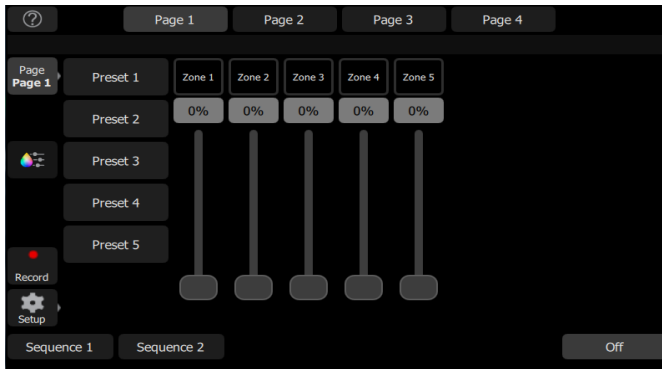 ?
Page 1
Page 2
Page 3
Page 4
Page
Page 1
Preset 1
Zone 1
Zone 2
Zone 3
Zone 4
Zone 5
Preset 2
0%
0%
0%
0%
0%
Preset 3
Preset 4
Preset 5
Record
Setup
Sequence 1
Sequence 2
Off